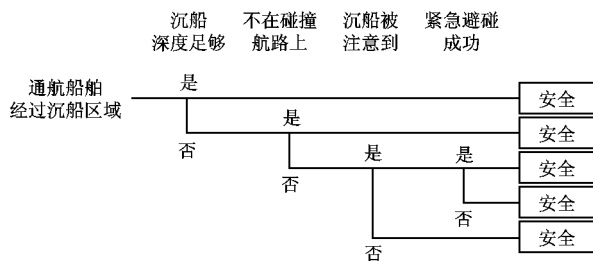 沉船 不在碰撞 沉船被 紧急避碰
深度足够 航路上 注意到 成功
通航船舶
经过沉船区域
是
安全
否
是
安全
否
是
是
安全
否
安全
否
安全